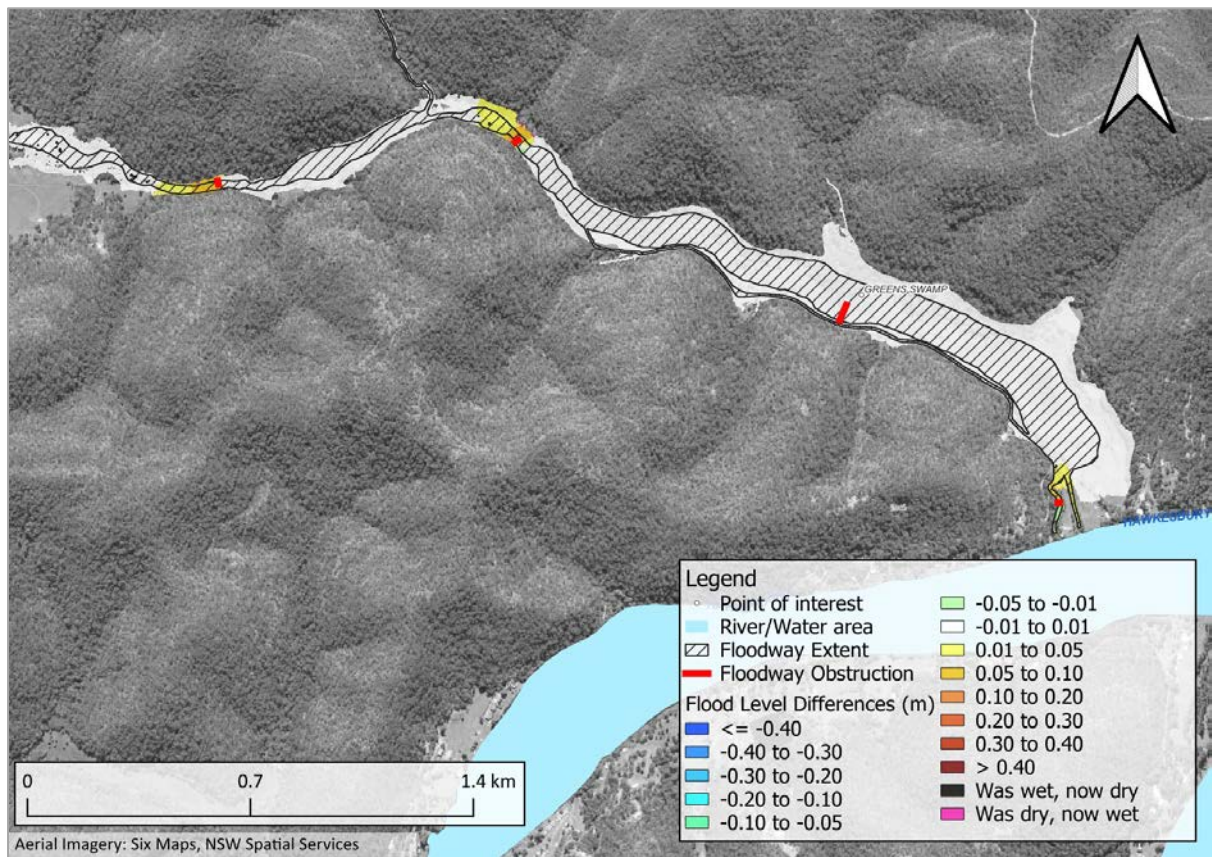 GREENS SWAMP
HAWKESBURY
Legend
Point of interest
River/Water area
Floodway Extent
Floodway Obstruction
Flood Level Differences (m)
<= -0.40
-0.40 to -0.30
-0.30 to -0.20
-0.20 to -0.10
-0.10 to -0.05
-0.05 to -0.01
-0.01 to 0.01
0.01 to 0.05
0.05 to 0.10
0.10 to 0.20
0.20 to 0.30
0.30 to 0.40
> 0.40
Was wet, now dry
Was dry, now wet
0 0.7 1.4 km
Aerial Imagery: Six Maps, NSW Spatial Services